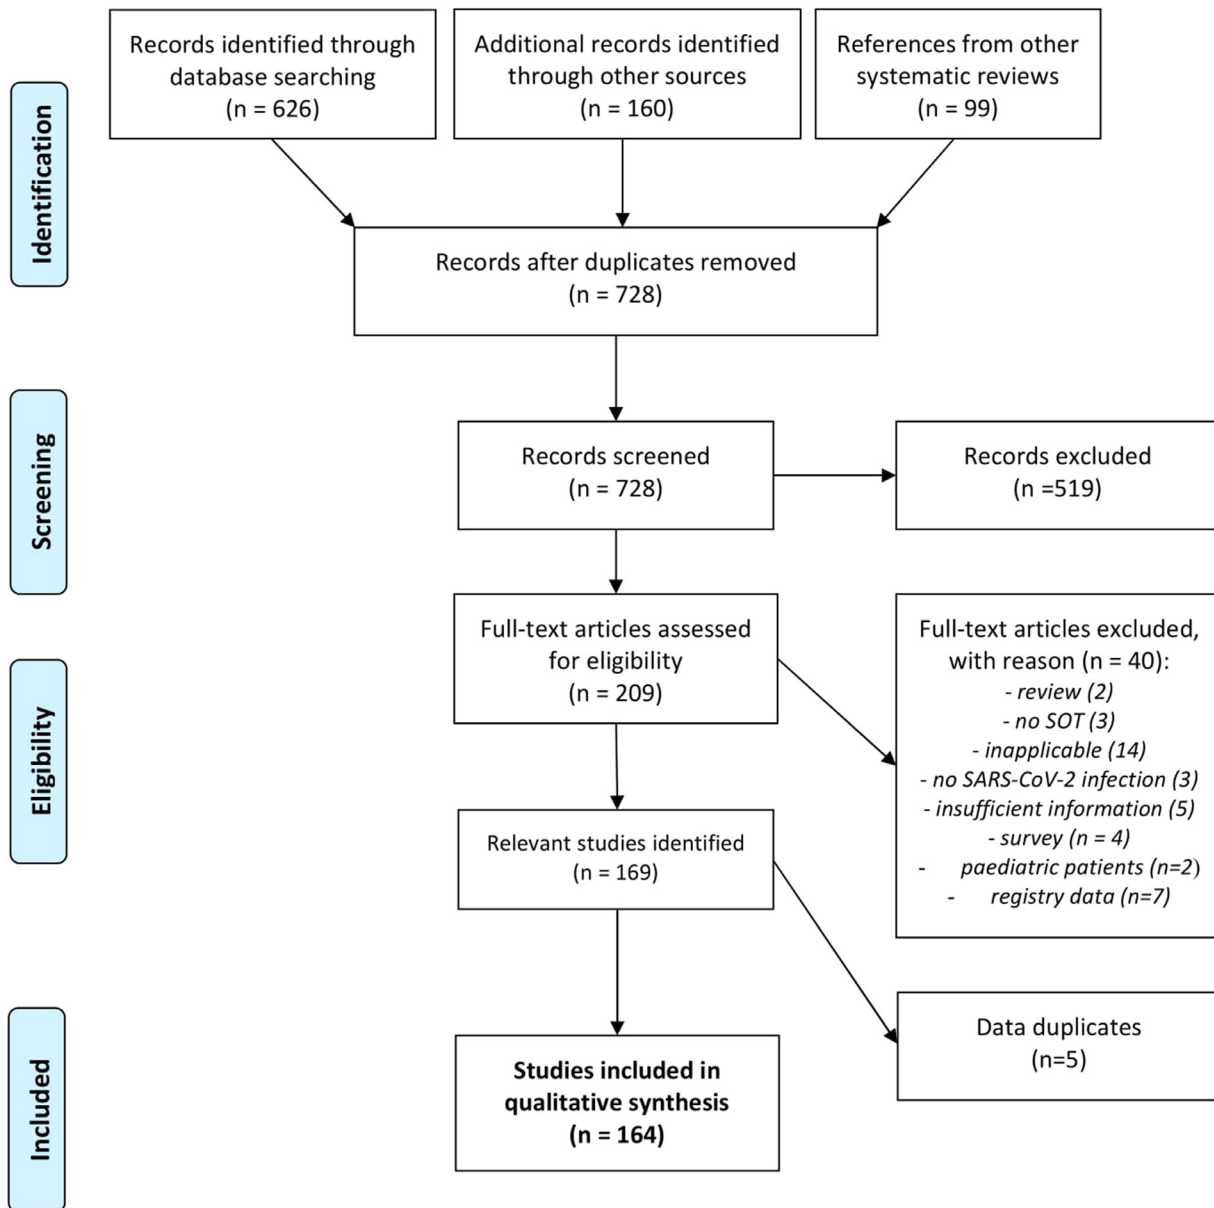 Identification
Records identified through
database searching
(n = 626)
Additional records identified
through other sources
(n = 160)
References from other
systematic reviews
(n = 99)
Records after duplicates removed
(n = 728)
Screening
Records screened
(n = 728)
Records excluded
(n =519)
Eligibility
Full-text articles assessed
for eligibility
(n = 209)
Full-text articles excluded,
with reason (n = 40):
- review (2)
- no SOT (3)
- inapplicable (14)
- no SARS-CoV-2 infection (3)
- insufficient information (5)
- survey (n = 4)
- paediatric patients (n=2)
- registry data (n=7)
Relevant studies identified
(n = 169)
Data duplicates
(n=5)
Included
Studies included in
qualitative synthesis
(n = 164)